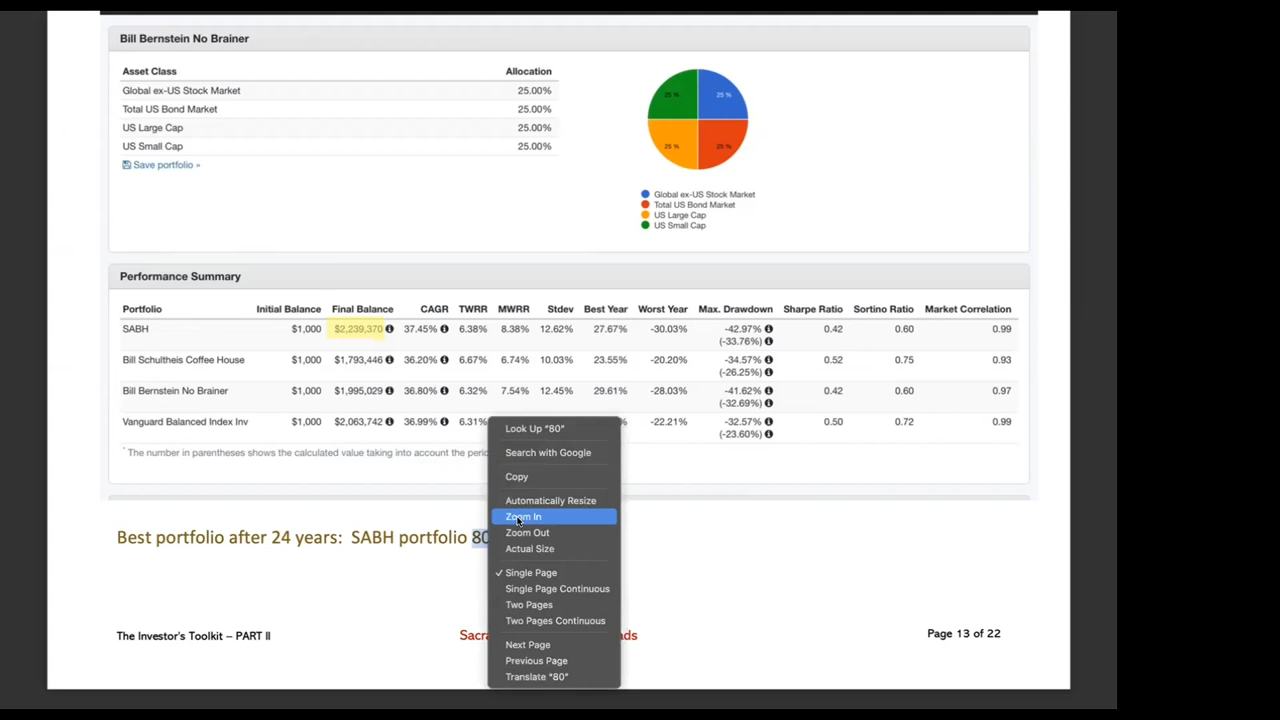 Bill Bernstein No Brainer
Asset Class Allocation
Global ex-US Stock Market 25.00%
Total US Bond Market 25.00%
US Large Cap 25.00%
US Small Cap 25.00%
Save portfolio »
25 % 25 %
25 % 25 %
Global ex-US Stock Market
Total US Bond Market
US Large Cap
US Small Cap
Performance Summary
Portfolio Initial Balance Final Balance CAGR TWRR MWRR Stdev Best Year Worst Year Max. Drawdown Sharpe Ratio Sortino Ratio Market Correlation
SABH $1,000 $2,239,370 37.45% 6.38% 8.38% 12.62% 27.67% -30.03% -42.97% 0.42 0.60 0.99
(-33.76%)
Bill Schultheis Coffee House $1,000 $1,793,446 36.20% 6.67% 6.74% 10.03% 23.55% -20.20% -34.57% 0.52 0.75 0.93
(-26.25%)
Bill Bernstein No Brainer $1,000 $1,995,029 36.80% 6.32% 7.54% 12.45% 29.61% -28.03% -41.62% 0.42 0.60 0.97
(-32.69%)
Vanguard Balanced Index Inv $1,000 $2,063,742 36.99% 6.31% -22.21% -32.57% 0.50 0.72 0.99
(-23.60%)
* The number in parentheses shows the calculated value taking into account the
Best portfolio after 24 years: SABH portfolio 80
Look Up "80"
Search with Google
Copy
Automatically Resize
Zoom In
Zoom Out
Actual Size
✓ Single Page
Single Page Continuous
Two Pages
Two Pages Continuous
Next Page
Previous Page
Translate "80"
The Investor's Toolkit – PART II
Page 13 of 22